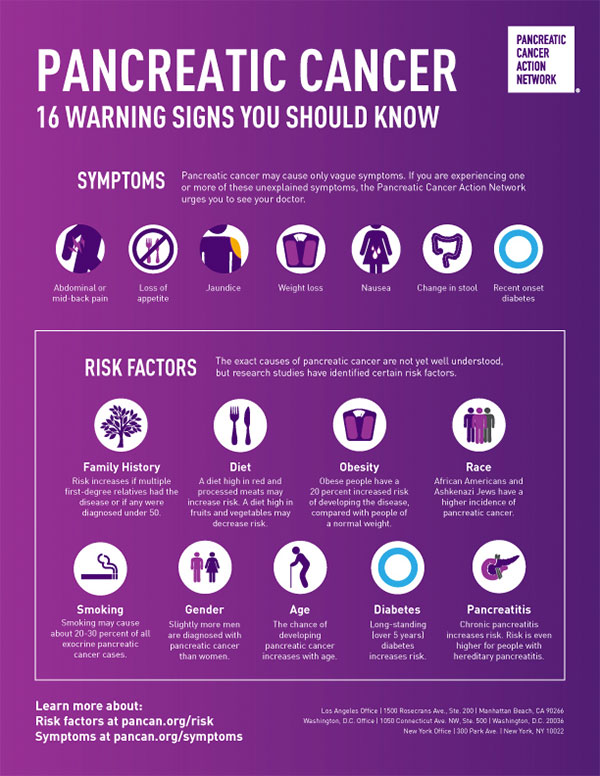 PANCREATIC CANCER
16 WARNING SIGNS YOU SHOULD KNOW
PANCREATIC
CANCER
ACTION
NETWORK
®
SYMPTOMS
Pancreatic cancer may cause only vague symptoms. If you are experiencing one
or more of these unexplained symptoms, the Pancreatic Cancer Action Network
urges you to see your doctor.
Abdominal or
mid-back pain
Loss of
appetite
Jaundice
Weight loss
Nausea
Change in stool
Recent onset
diabetes
RISK FACTORS
The exact causes of pancreatic cancer are not yet well understood,
but research studies have identified certain risk factors.
Family History
Risk increases if multiple
first-degree relatives had the
disease or if any were
diagnosed under 50.
Diet
A diet high in red and
processed meats may
increase risk. A diet high in
fruits and vegetables may
decrease risk.
Obesity
Obese people have a
20 percent increased risk
of developing the disease,
compared with people of
a normal weight.
Race
African Americans and
Ashkenazi Jews have a
higher incidence of
pancreatic cancer.
Smoking
Smoking may cause
about 20-30 percent of all
exocrine pancreatic
cancer cases.
Gender
Slightly more men
are diagnosed with
pancreatic cancer
than women.
Age
The chance of
developing
pancreatic cancer
increases with age.
Diabetes
Long-standing
(over 5 years)
diabetes
increases risk.
Pancreatitis
Chronic pancreatitis
increases risk. Risk is even
higher for people with
hereditary pancreatitis.
Learn more about:
Risk factors at pancan.org/risk
Symptoms at pancan.org/symptoms
Los Angeles Office | 1500 Rosecrans Ave., Ste. 200 | Manhattan Beach, CA 90266
Washington, D.C. Office | 1050 Connecticut Ave. NW, Ste. 500 | Washington, D.C. 20036
New York Office | 300 Park Ave. | New York, NY 10022